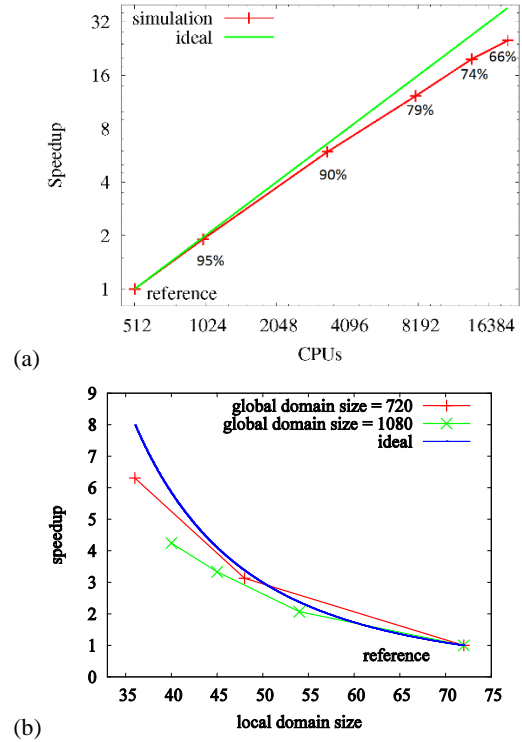 simulation
ideal
32
16
8
4
2
1
Speedup
66%
74%
79%
90%
95%
reference
512 1024 2048 4096 8192 16384
CPUs
(a)
global domain size = 720
global domain size = 1080
ideal
9
8
7
6
5
4
3
2
1
0
speedup
reference
35 40 45 50 55 60 65 70 75
local domain size
(b)